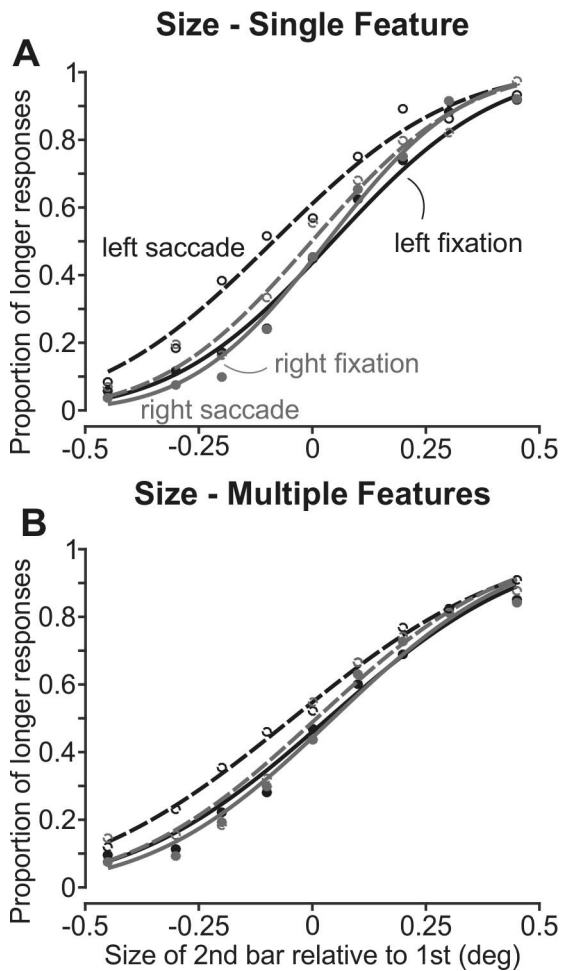 Size - Single Feature
A
Proportion of longer responses
1
0.8
0.6
0.4
0.2
0
left saccade
left fixation
right fixation
right saccade
-0.5
-0.25
0
0.25
0.5
Size - Multiple Features
B
Proportion of longer responses
1
0.8
0.6
0.4
0.2
0
-0.5
-0.25
0
0.25
0.5
Size of 2nd bar relative to 1st (deg)